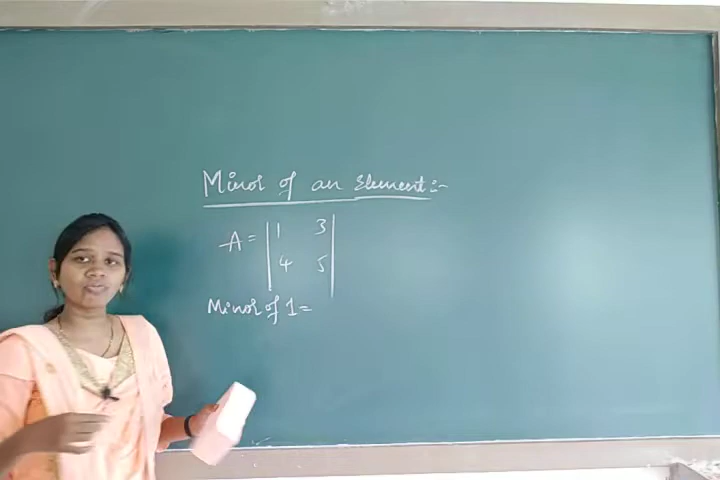 Minor of an Element:-
A = | 1 3 |
| 4 5 |
Minor of 1 =